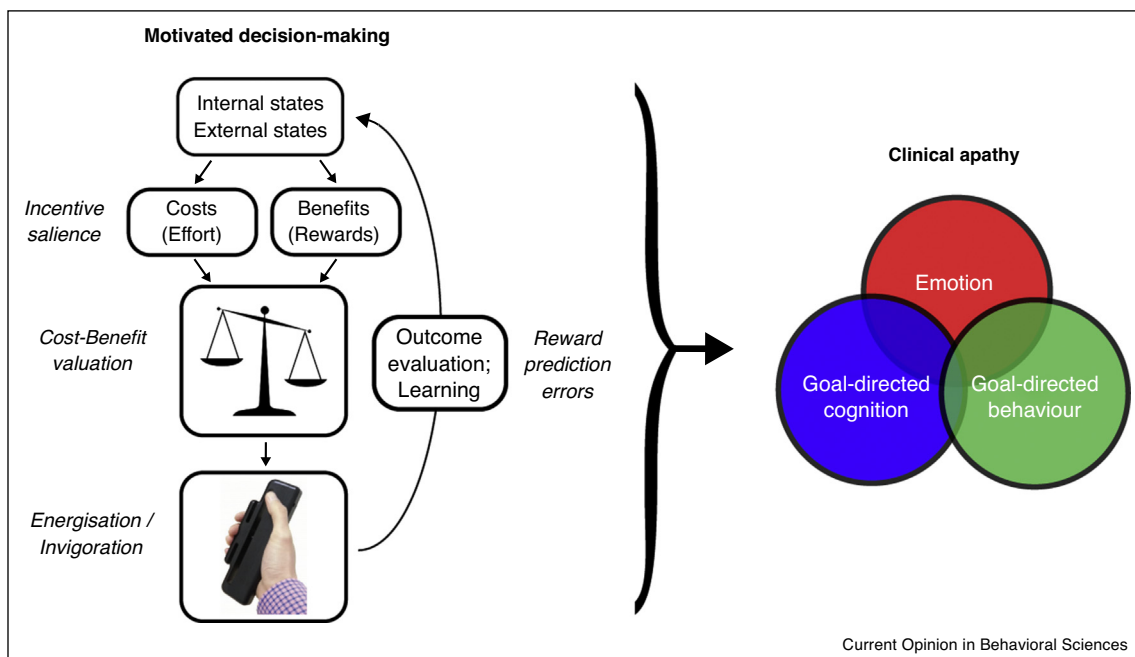 Motivated decision-making
Internal states
External states
Incentive
salience
Costs
(Effort)
Benefits
(Rewards)
Cost-Benefit
valuation
Outcome
evaluation;
Learning
Reward
prediction
errors
Energisation /
Invigoration
Clinical apathy
Emotion
Goal-directed
cognition
Goal-directed
behaviour
Current Opinion in Behavioral Sciences